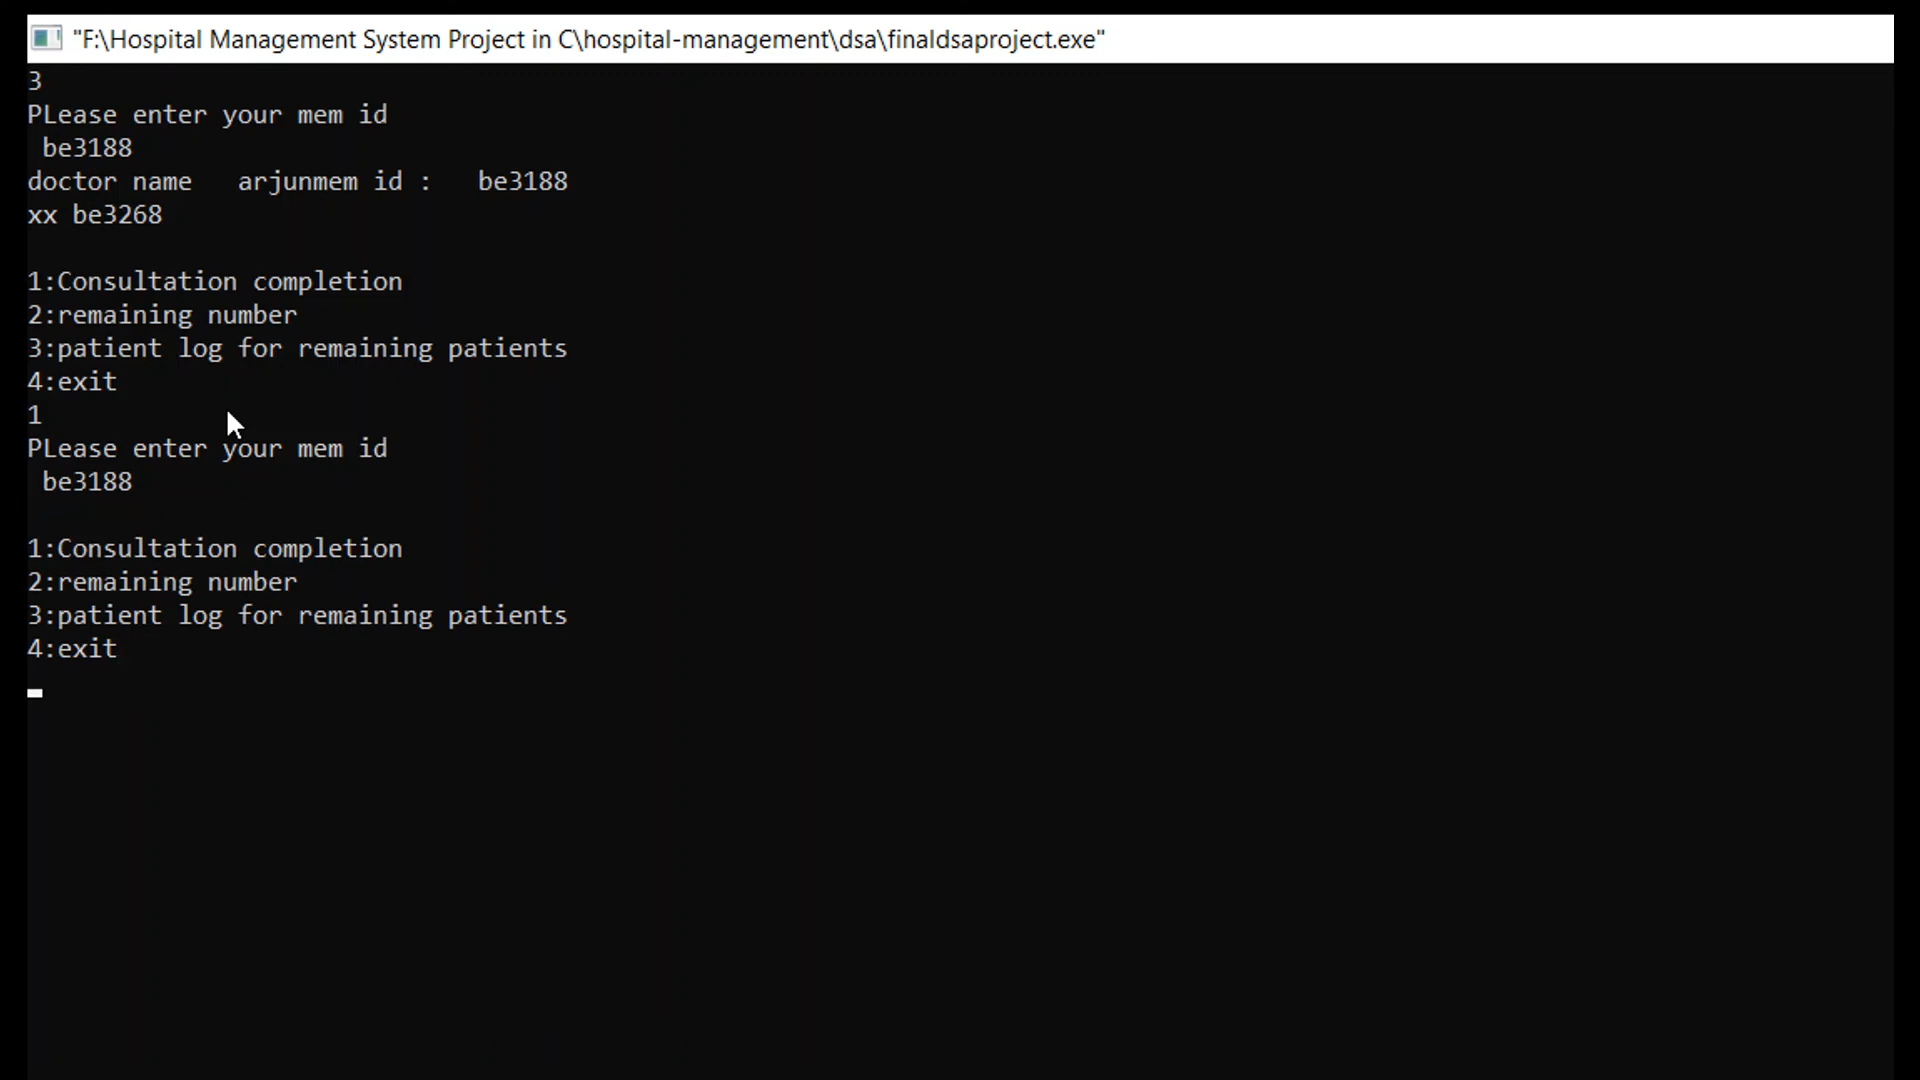 "F:\Hospital Management System Project in C\hospital-management\dsa\finaldsaproject.exe"
3
PLease enter your mem id
 be3188
doctor name   arjunmem id :   be3188
xx be3268

1:Consultation completion
2:remaining number
3:patient log for remaining patients
4:exit
1
PLease enter your mem id
 be3188

1:Consultation completion
2:remaining number
3:patient log for remaining patients
4:exit